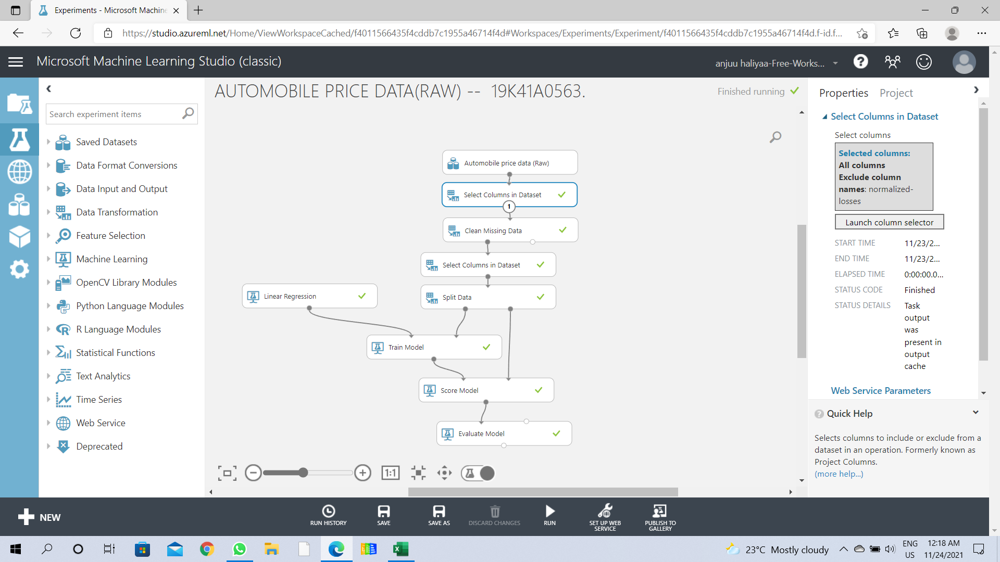 Experiments - Microsoft Machine
https://studio.azureml.net/Home/ViewWorkspaceCached/f4011566435f4cddb7c1955a46714f4d#Workspaces/Experiments/Experiment/f4011566435f4cddb7c1955a46714f4d.f-id.f...
Microsoft Machine Learning Studio (classic)
anjuu haliyaa-Free-Works...
Search experiment items
Saved Datasets
Data Format Conversions
Data Input and Output
Data Transformation
Feature Selection
Machine Learning
OpenCV Library Modules
Python Language Modules
R Language Modules
Statistical Functions
Text Analytics
Time Series
Web Service
Deprecated
AUTOMOBILE PRICE DATA(RAW) -- 19K41A0563.
Finished running
Automobile price data (Raw)
Select Columns in Dataset
1
Clean Missing Data
Select Columns in Dataset
Linear Regression
Split Data
Train Model
Score Model
Evaluate Model
1:1
Properties Project
Select Columns in Dataset
Select columns
Selected columns:
All columns
Exclude column
names: normalized-
losses
Launch column selector
START TIME 11/23/2...
END TIME 11/23/2...
ELAPSED TIME 0:00:00.0...
STATUS CODE Finished
STATUS DETAILS Task
output
was
present in
output
cache
Web Service Parameters
Quick Help
Selects columns to include or exclude from a
dataset in an operation. Formerly known as
Project Columns.
(more help...)
NEW
RUN HISTORY
SAVE
SAVE AS
DISCARD CHANGES
RUN
SET UP WEB
SERVICE
PUBLISH TO
GALLERY
23°C Mostly cloudy
ENG
US
12:18 AM
11/24/2021